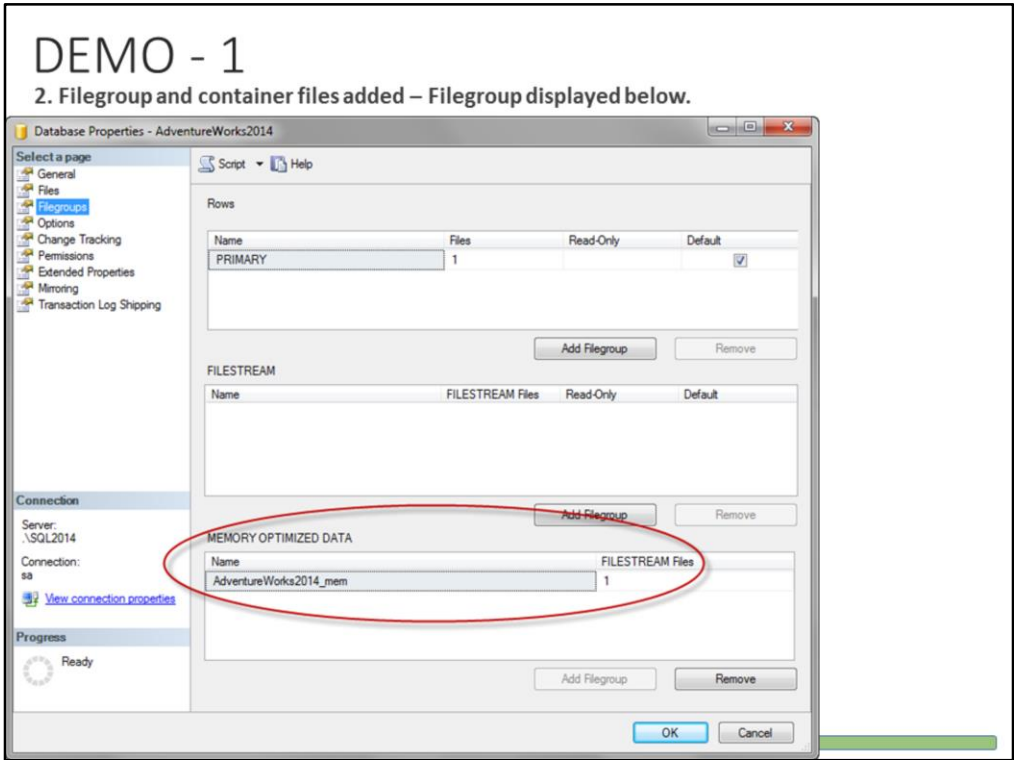 DEMO - 1
2. Filegroup and container files added – Filegroup displayed below.
Database Properties - AdventureWorks2014
Select a page
General
Files
Filegroups
Options
Change Tracking
Permissions
Extended Properties
Mirroring
Transaction Log Shipping
Connection
Server:
.\SQL2014
Connection:
sa
View connection properties
Progress
Ready
Script Help
Rows
Name Files Read-Only Default
PRIMARY 1
Add Filegroup Remove
FILESTREAM
Name FILESTREAM Files Read-Only Default
Add Filegroup Remove
MEMORY OPTIMIZED DATA
Name FILESTREAM Files
AdventureWorks2014_mem 1
Add Filegroup Remove
OK Cancel